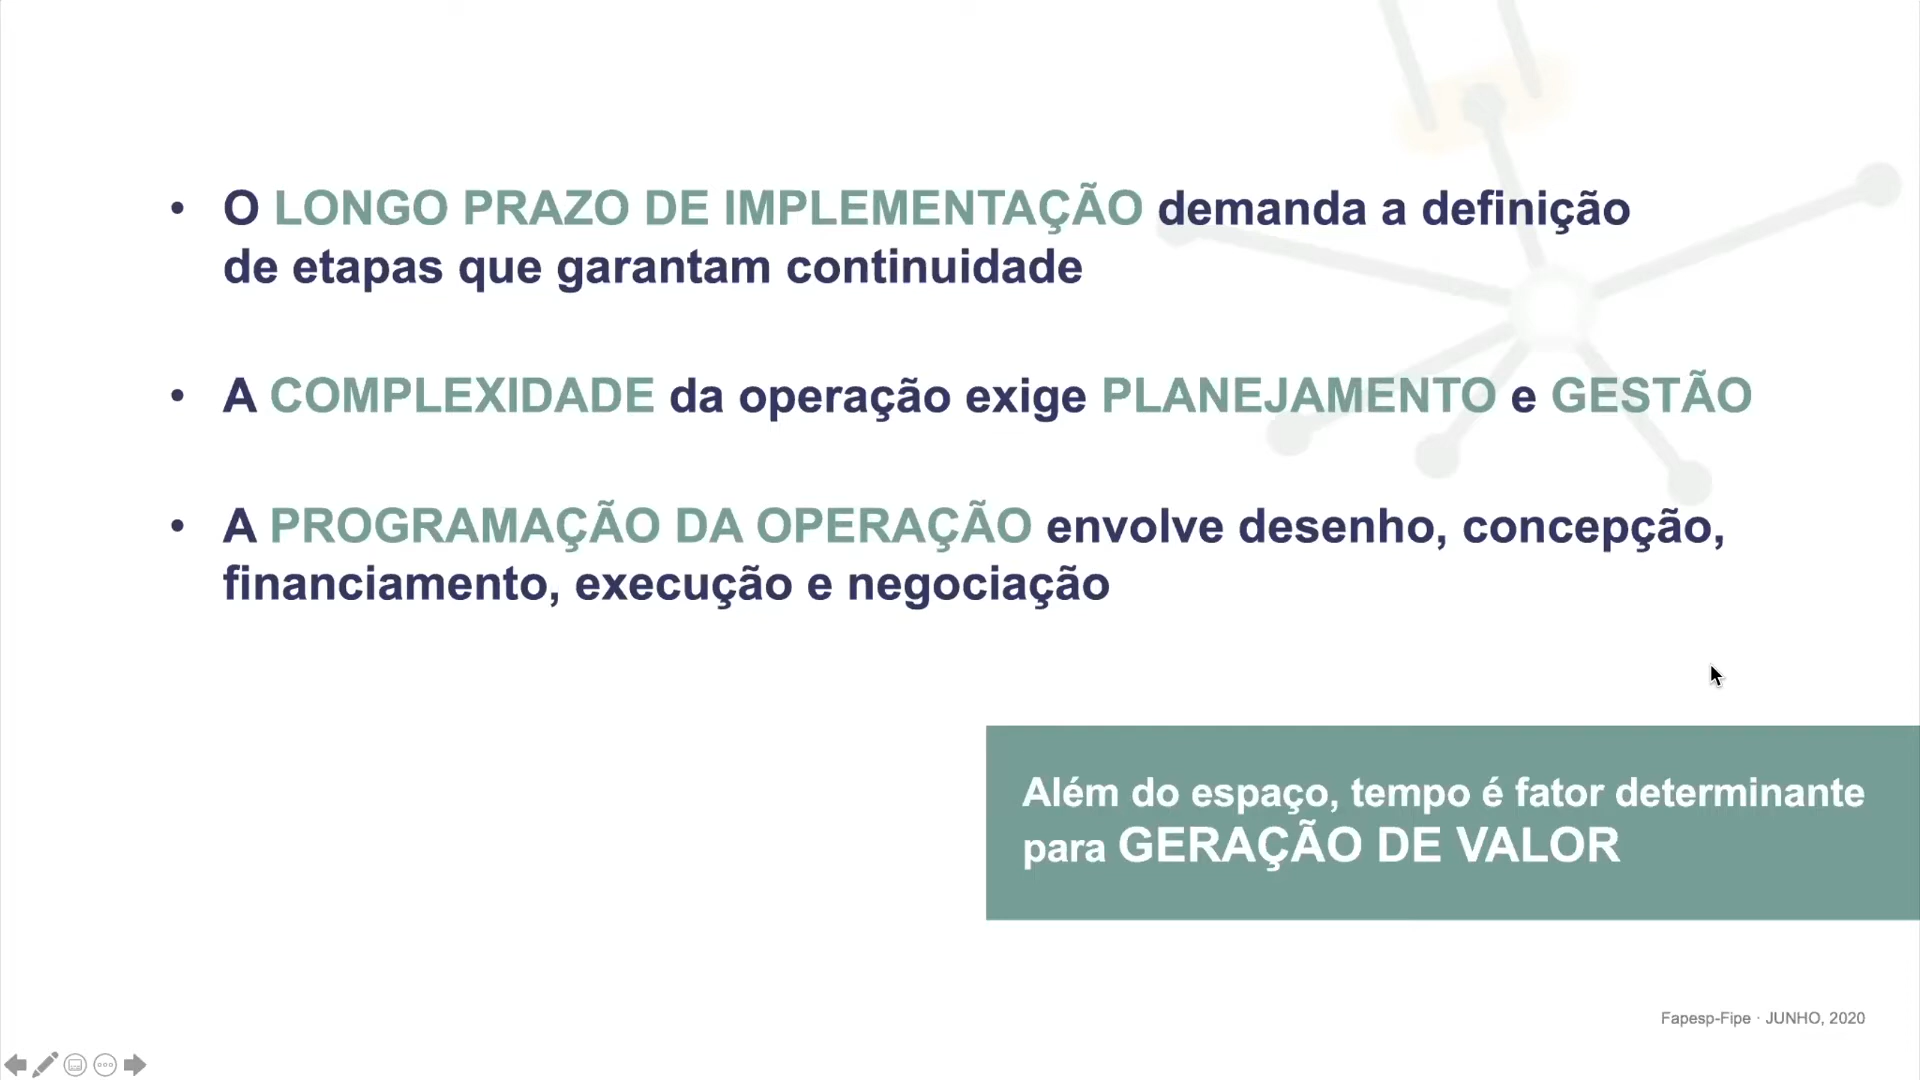 • O LONGO PRAZO DE IMPLEMENTAÇÃO demanda a definição
de etapas que garantam continuidade
• A COMPLEXIDADE da operação exige PLANEJAMENTO e GESTÃO
• A PROGRAMAÇÃO DA OPERAÇÃO envolve desenho, concepção,
financiamento, execução e negociação
Além do espaço, tempo é fator determinante
para GERAÇÃO DE VALOR
Fapesp-Fipe · JUNHO, 2020